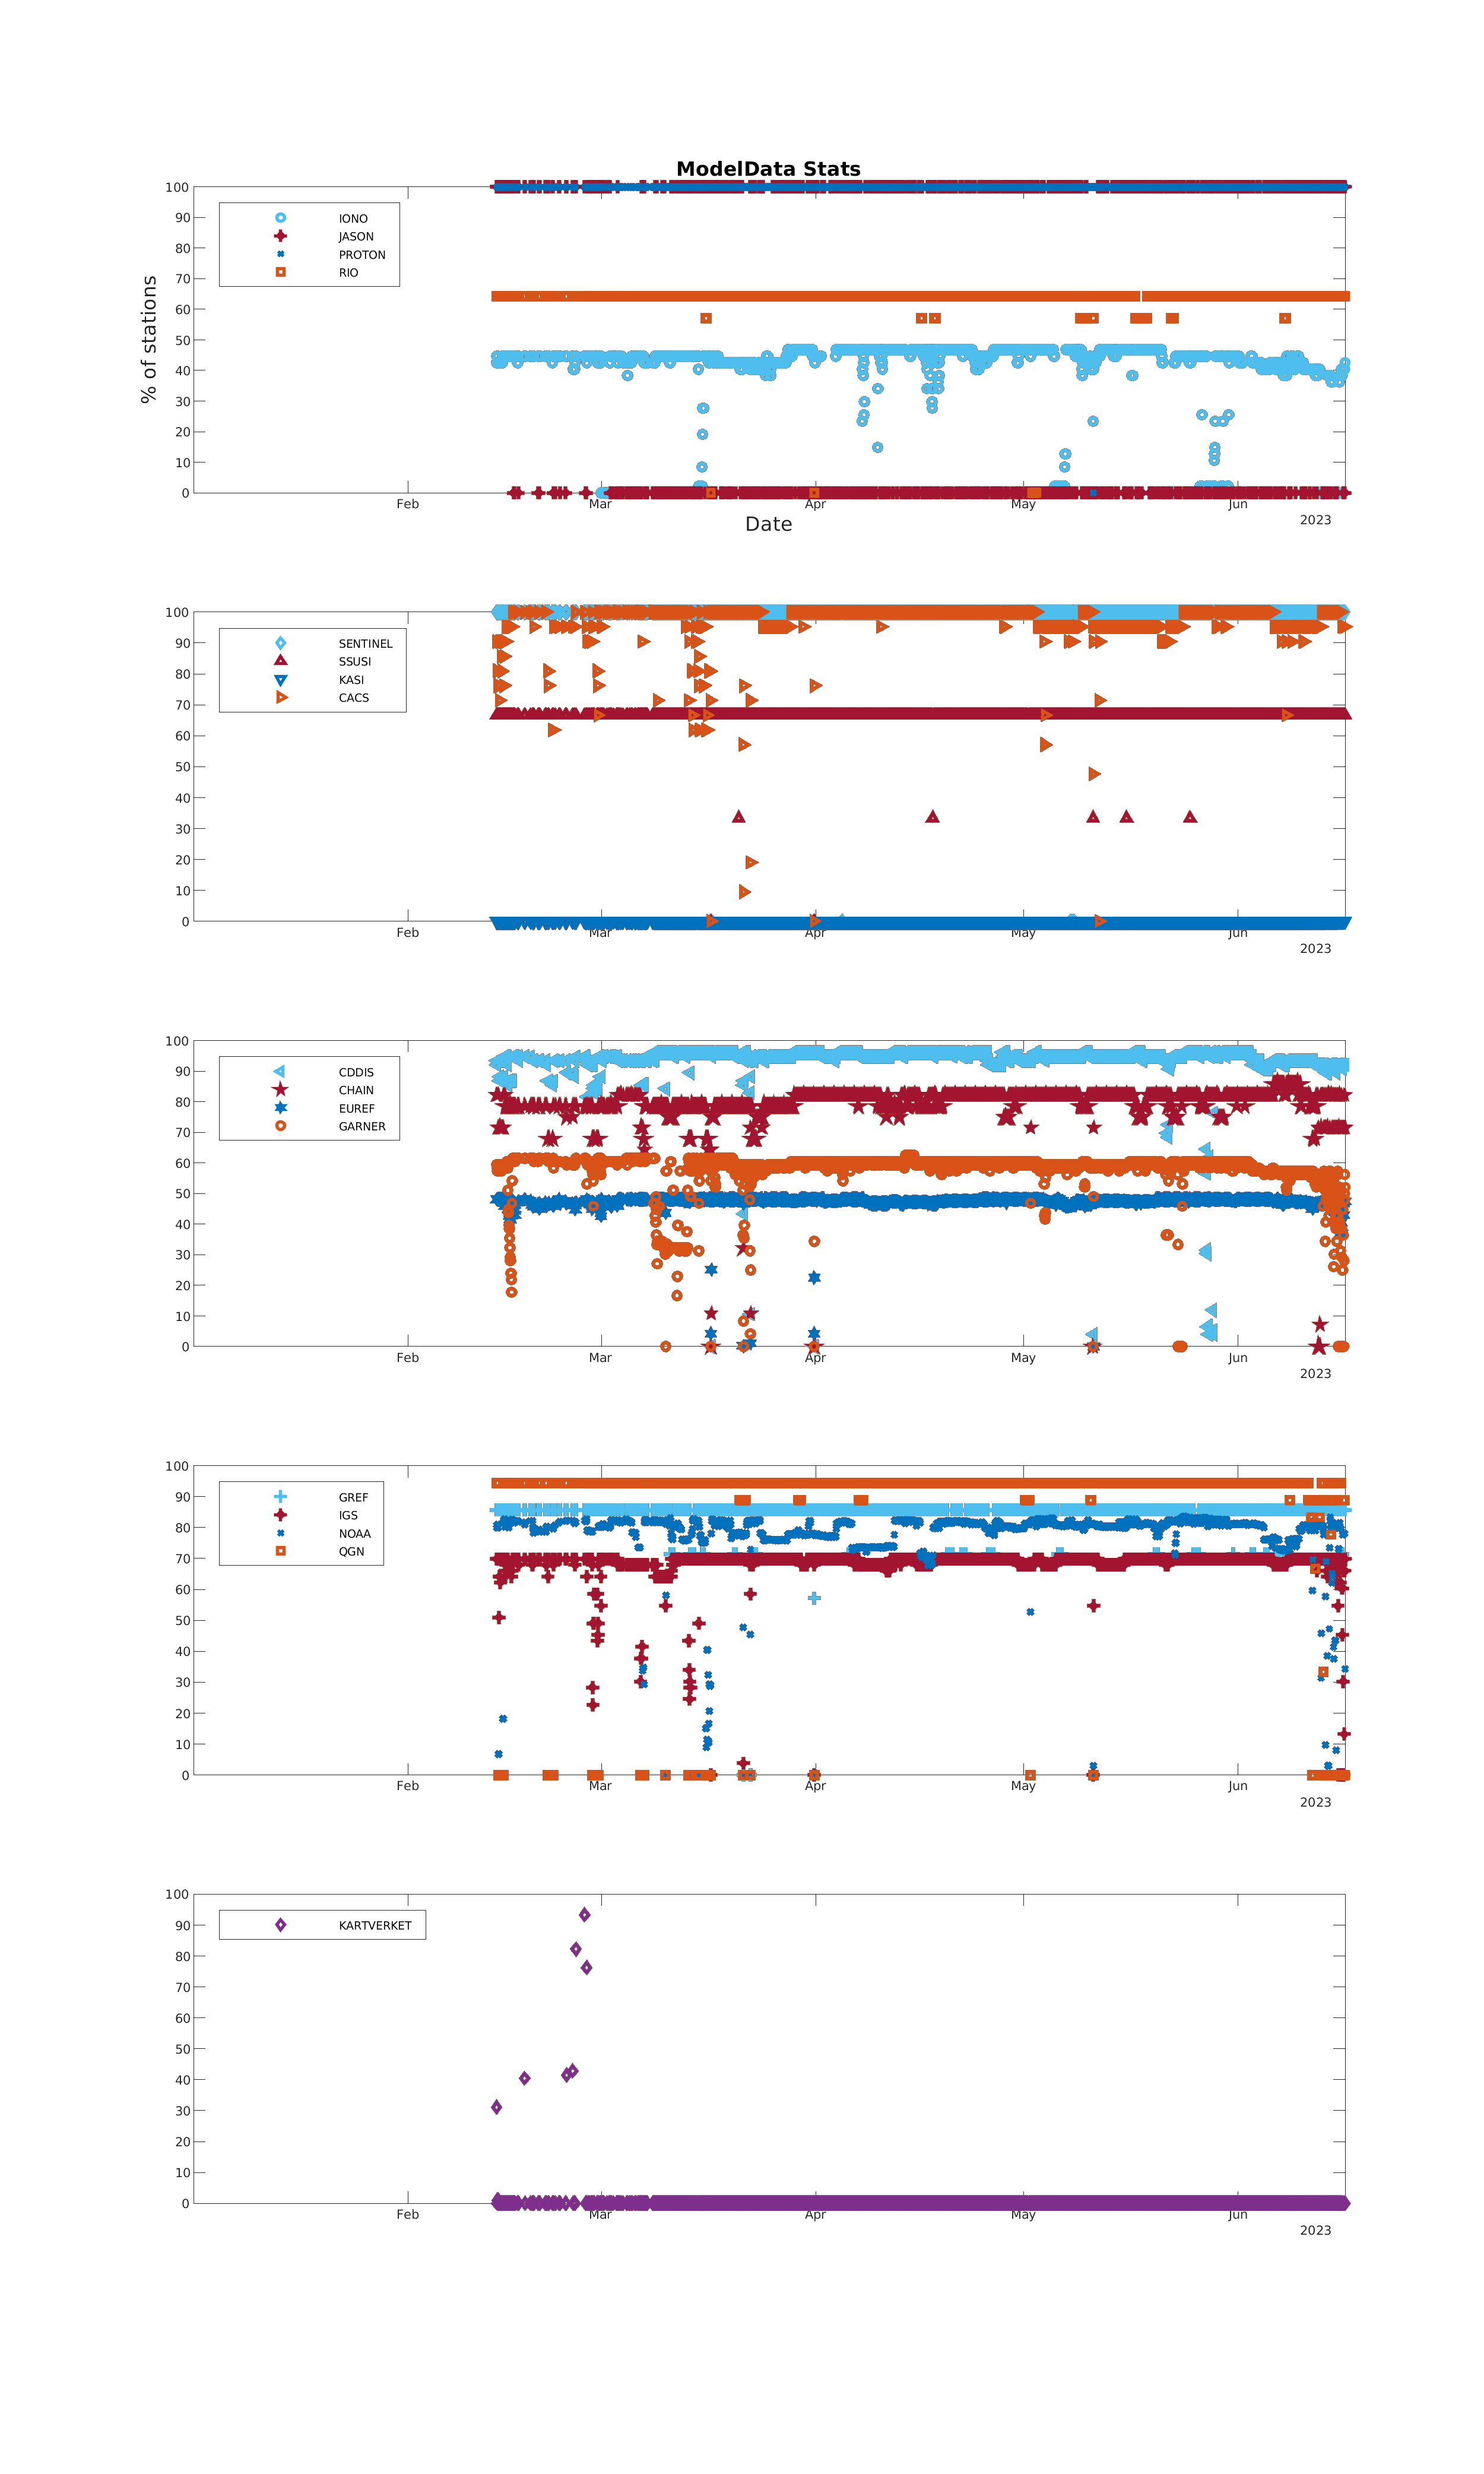 ModelData Stats
100
90
80
70
60
50
40
30
20
10
0
% of stations
IONO
JASON
PROTON
RIO
Feb Mar Apr May Jun
2023
Date
100
90
80
70
60
50
40
30
20
10
0
SENTINEL
SSUSI
KASI
CACS
Feb Mar Apr May Jun
2023
100
90
80
70
60
50
40
30
20
10
0
CDDIS
CHAIN
EUREF
GARNER
Feb Mar Apr May Jun
2023
100
90
80
70
60
50
40
30
20
10
0
GREF
IGS
NOAA
QGN
Feb Mar Apr May Jun
2023
100
90
80
70
60
50
40
30
20
10
0
KARTVERKET
Feb Mar Apr May Jun
2023